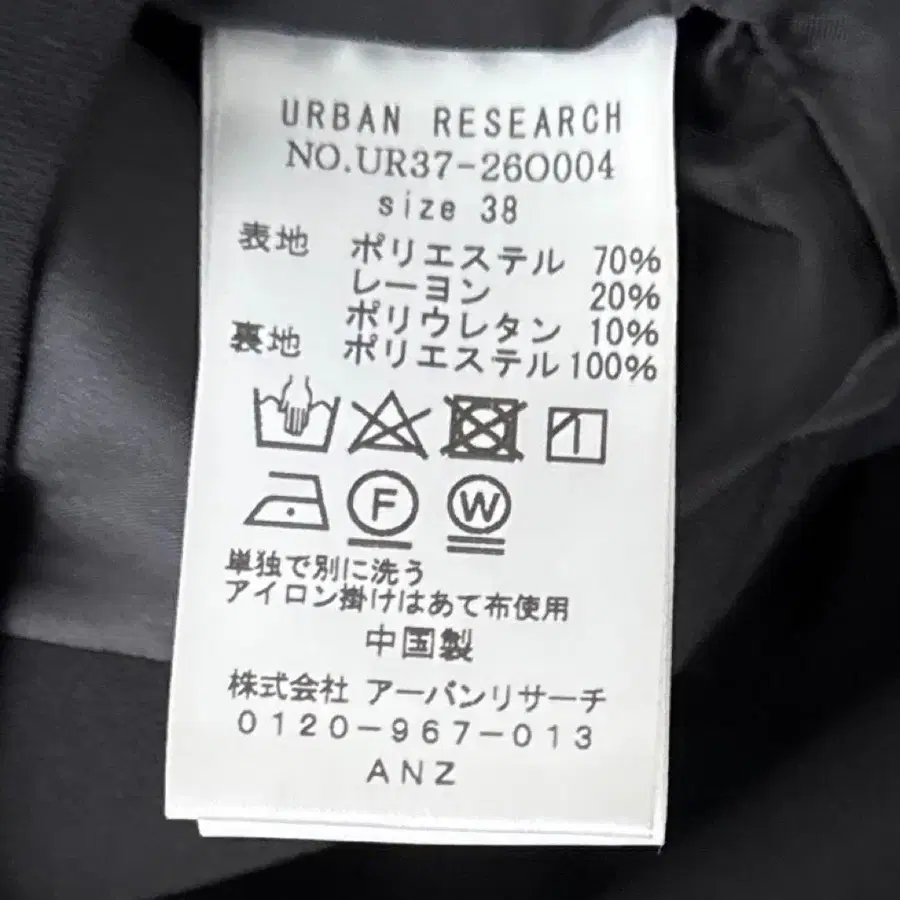 URBAN RESEARCH
NO.UR37-260004
size 38
表地 ポリエステル 70%
レーヨン 20%
ポリウレタン 10%
裏地 ポリエステル 100%
F W
単独で別に洗う
アイロン掛けはあて布使用
中国製
株式会社 アーバンリサーチ
0120-967-013
ANZ